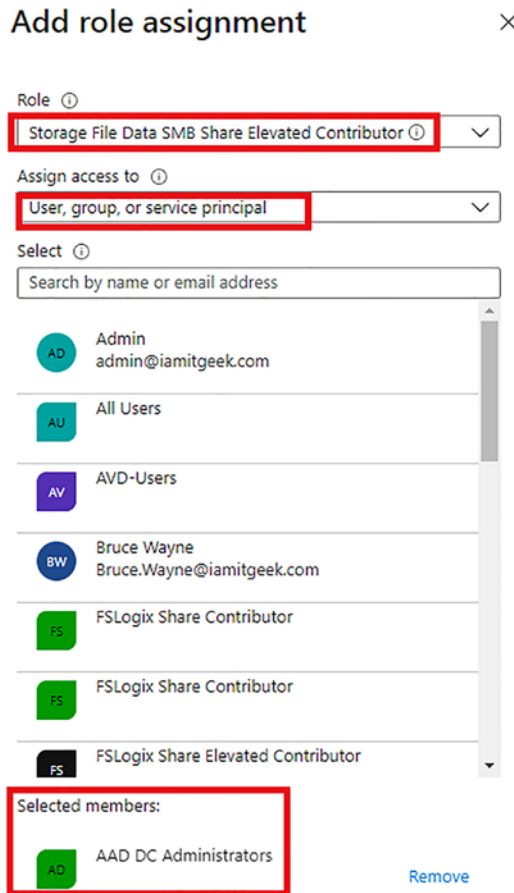 Add role assignment
Role
Storage File Data SMB Share Elevated Contributor
Assign access to
User, group, or service principal
Select
Search by name or email address
AD
Admin
admin@iamitgeek.com
AU
All Users
AV
AVD-Users
BW
Bruce Wayne
Bruce.Wayne@iamitgeek.com
FS
FSLogix Share Contributor
FS
FSLogix Share Contributor
FS
FSLogix Share Elevated Contributor
Selected members:
AD
AAD DC Administrators
Remove